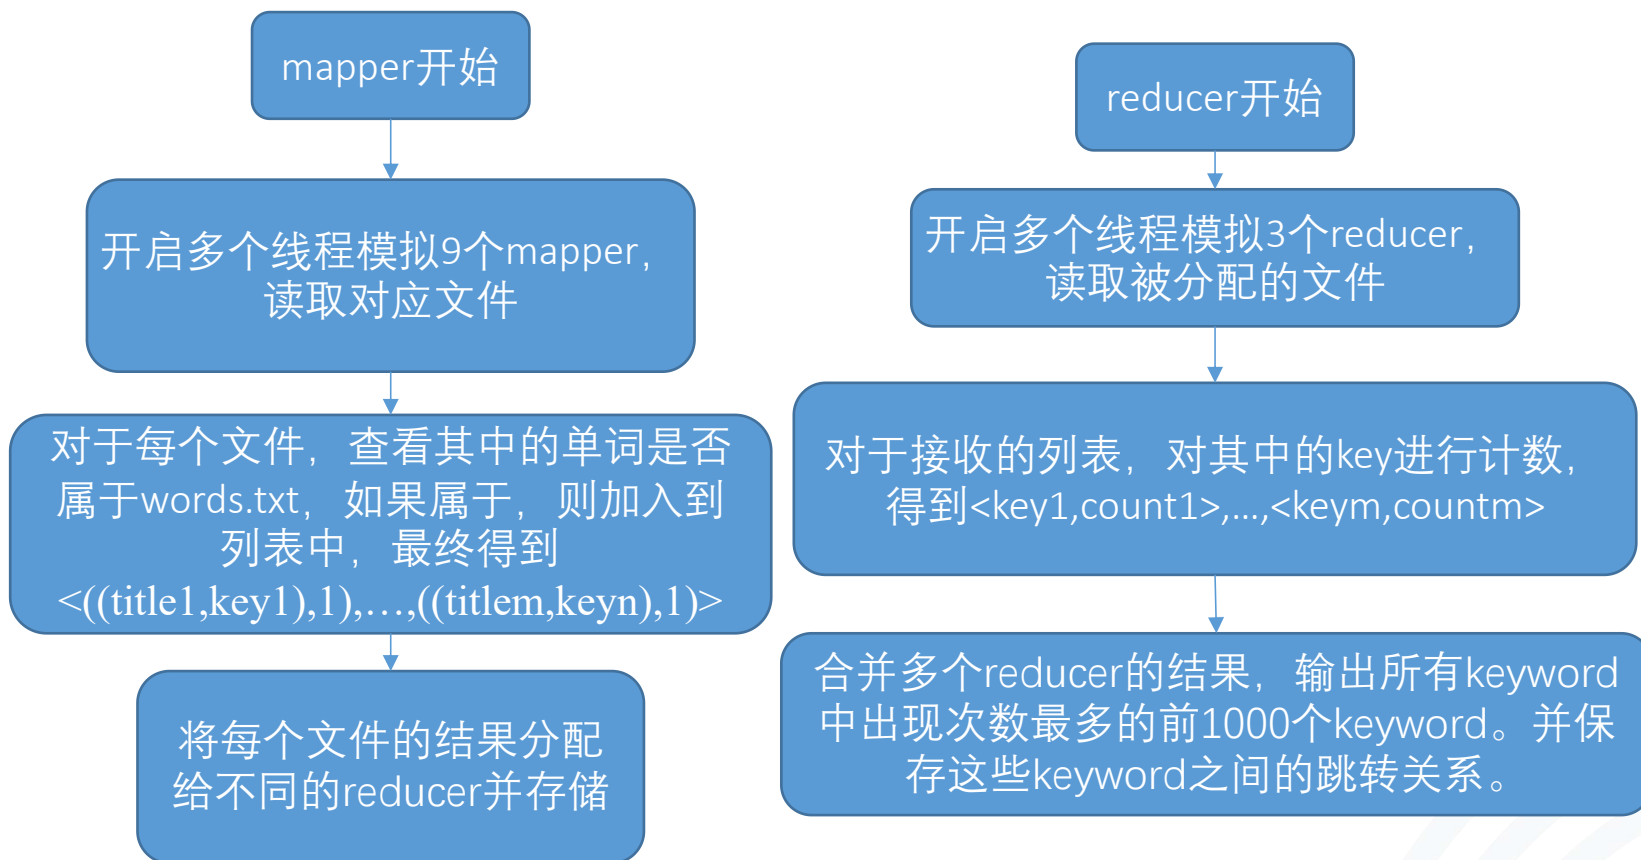 mapper开始
开启多个线程模拟9个mapper，
读取对应文件
对于每个文件，查看其中的单词是否
属于words.txt，如果属于，则加入到
列表中，最终得到
<((title1,key1),1),…,((titlem,keyn),1)>
将每个文件的结果分配
给不同的reducer并存储
reducer开始
开启多个线程模拟3个reducer，
读取被分配的文件
对于接收的列表，对其中的key进行计数，
得到<key1,count1>,…,<keym,countm>
合并多个reducer的结果，输出所有keyword
中出现次数最多的前1000个keyword。并保
存这些keyword之间的跳转关系。